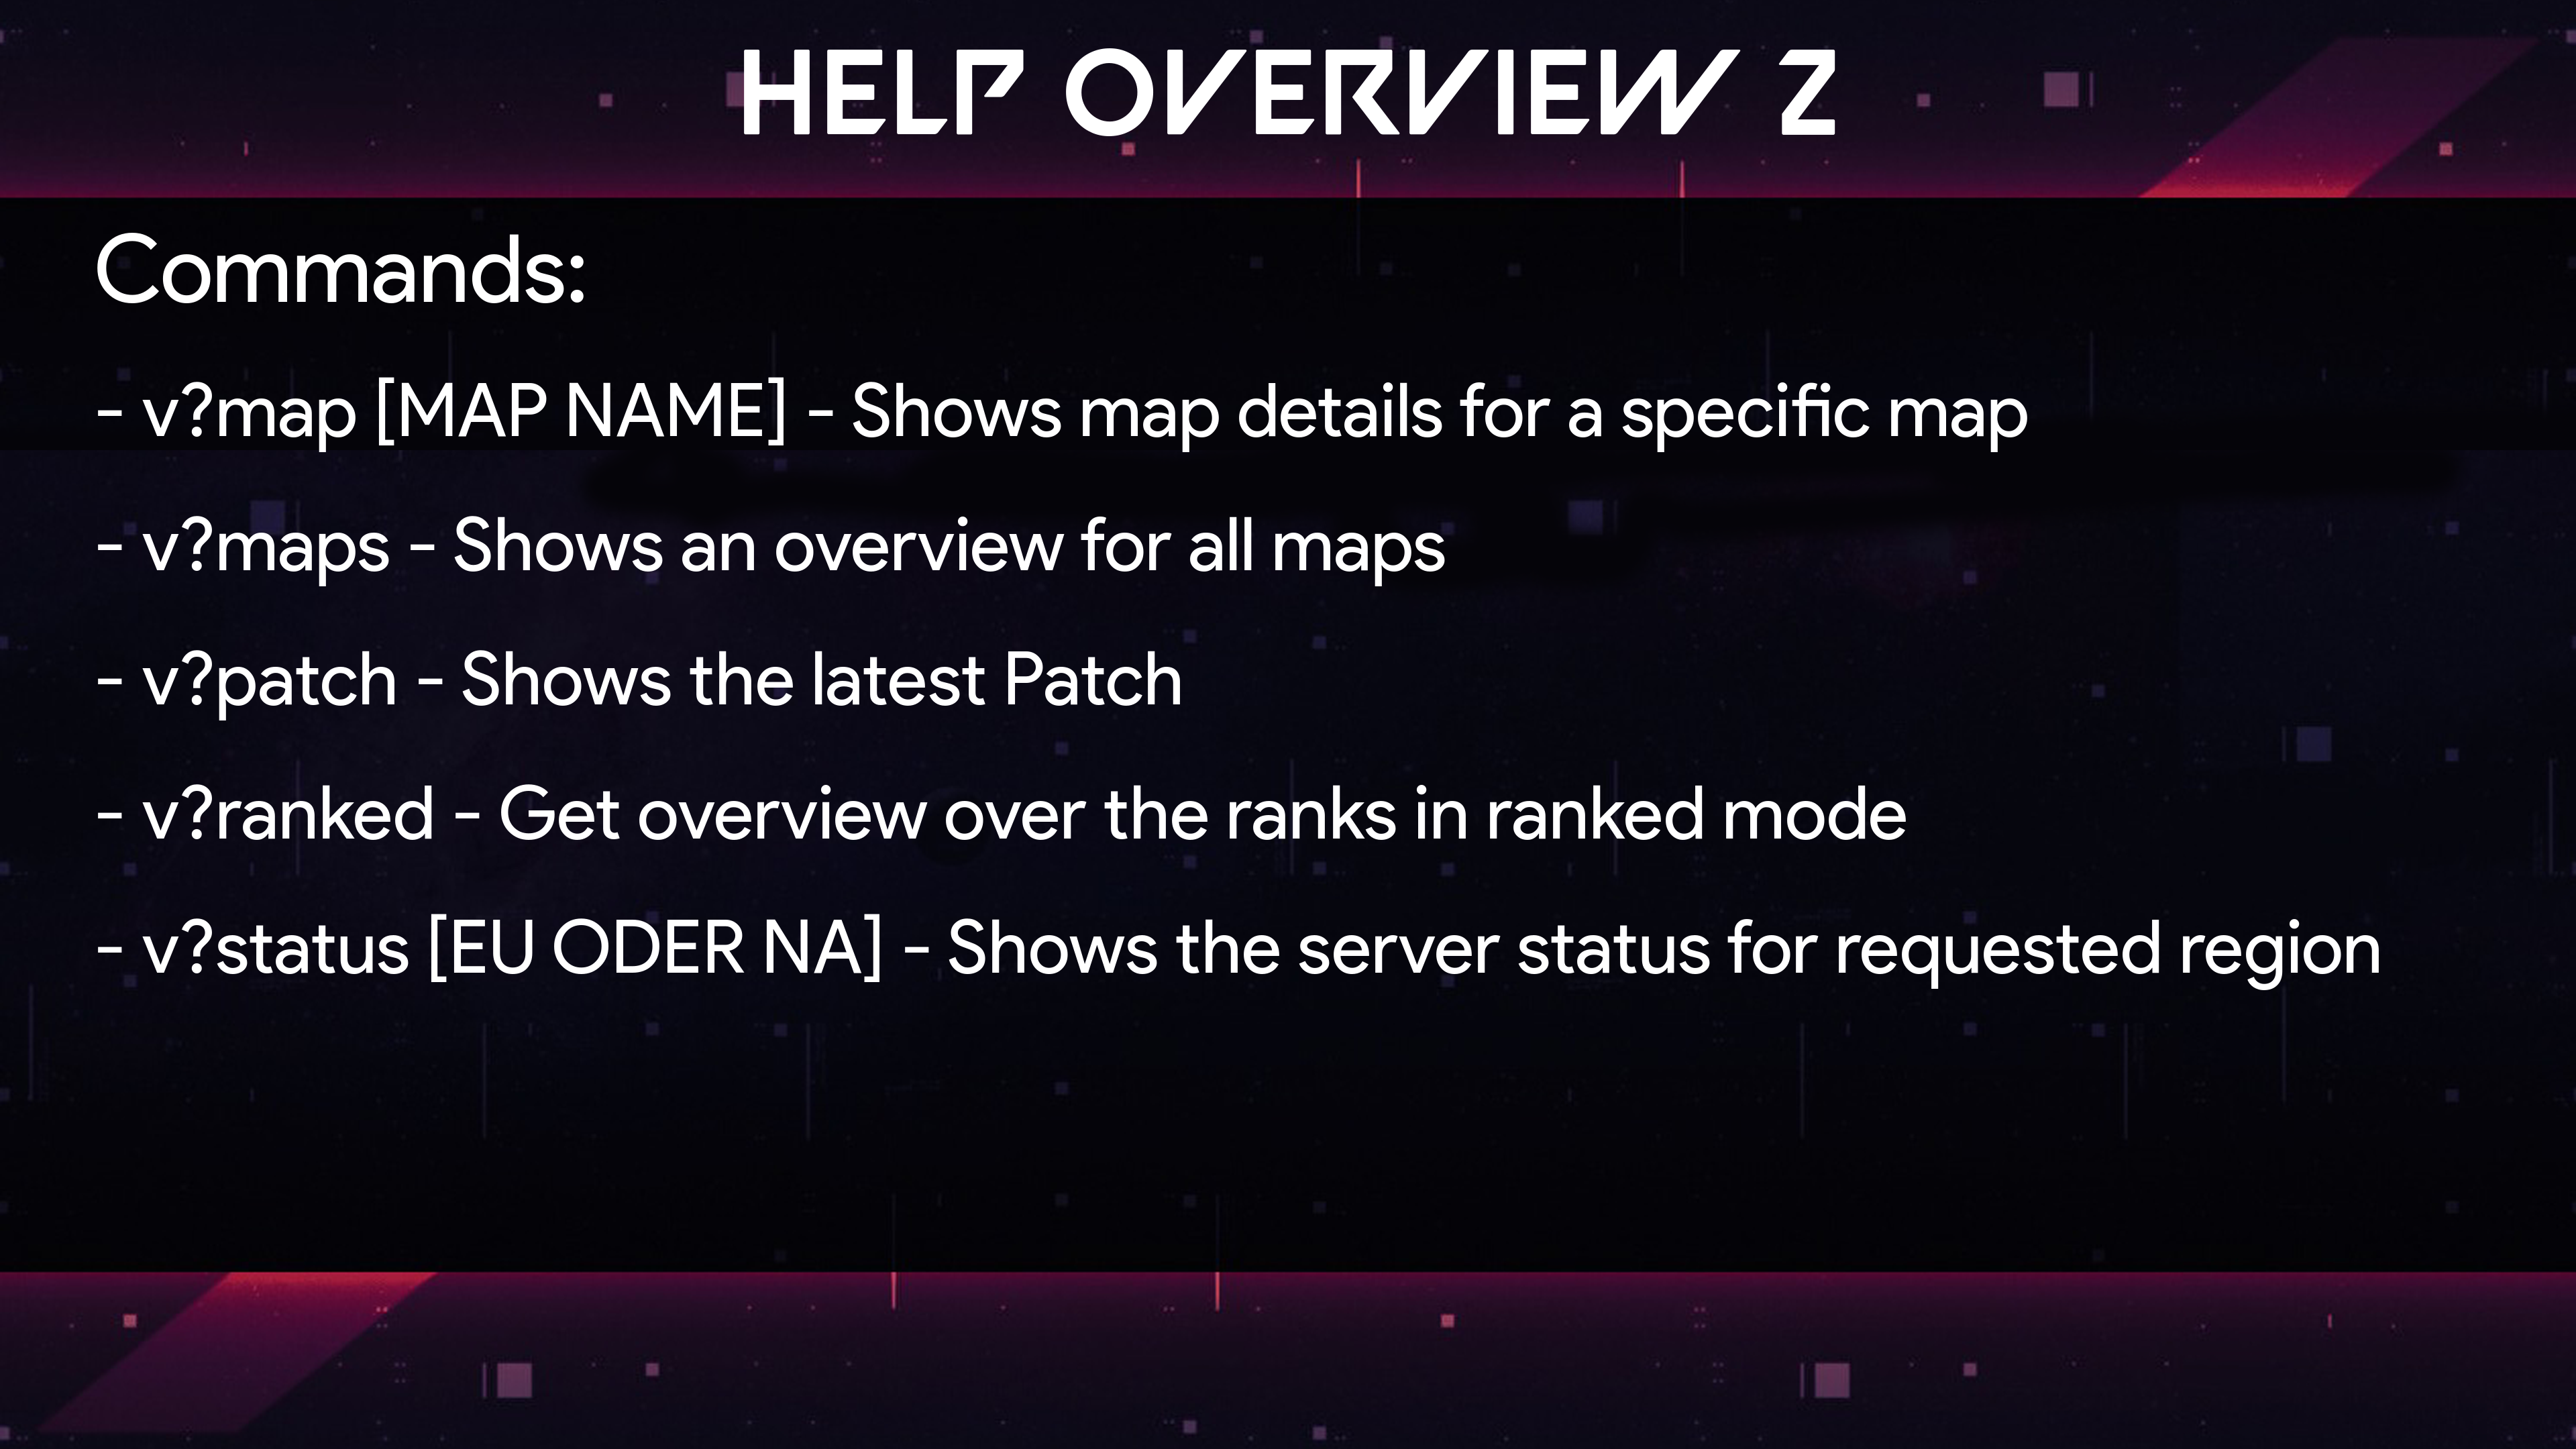 HELP OVERVIEW 2
Commands:
- v?map [MAP NAME] - Shows map details for a specific map
- v?maps - Shows an overview for all maps
- v?patch - Shows the latest Patch
- v?ranked - Get overview over the ranks in ranked mode
- v?status [EU ODER NA] - Shows the server status for requested region